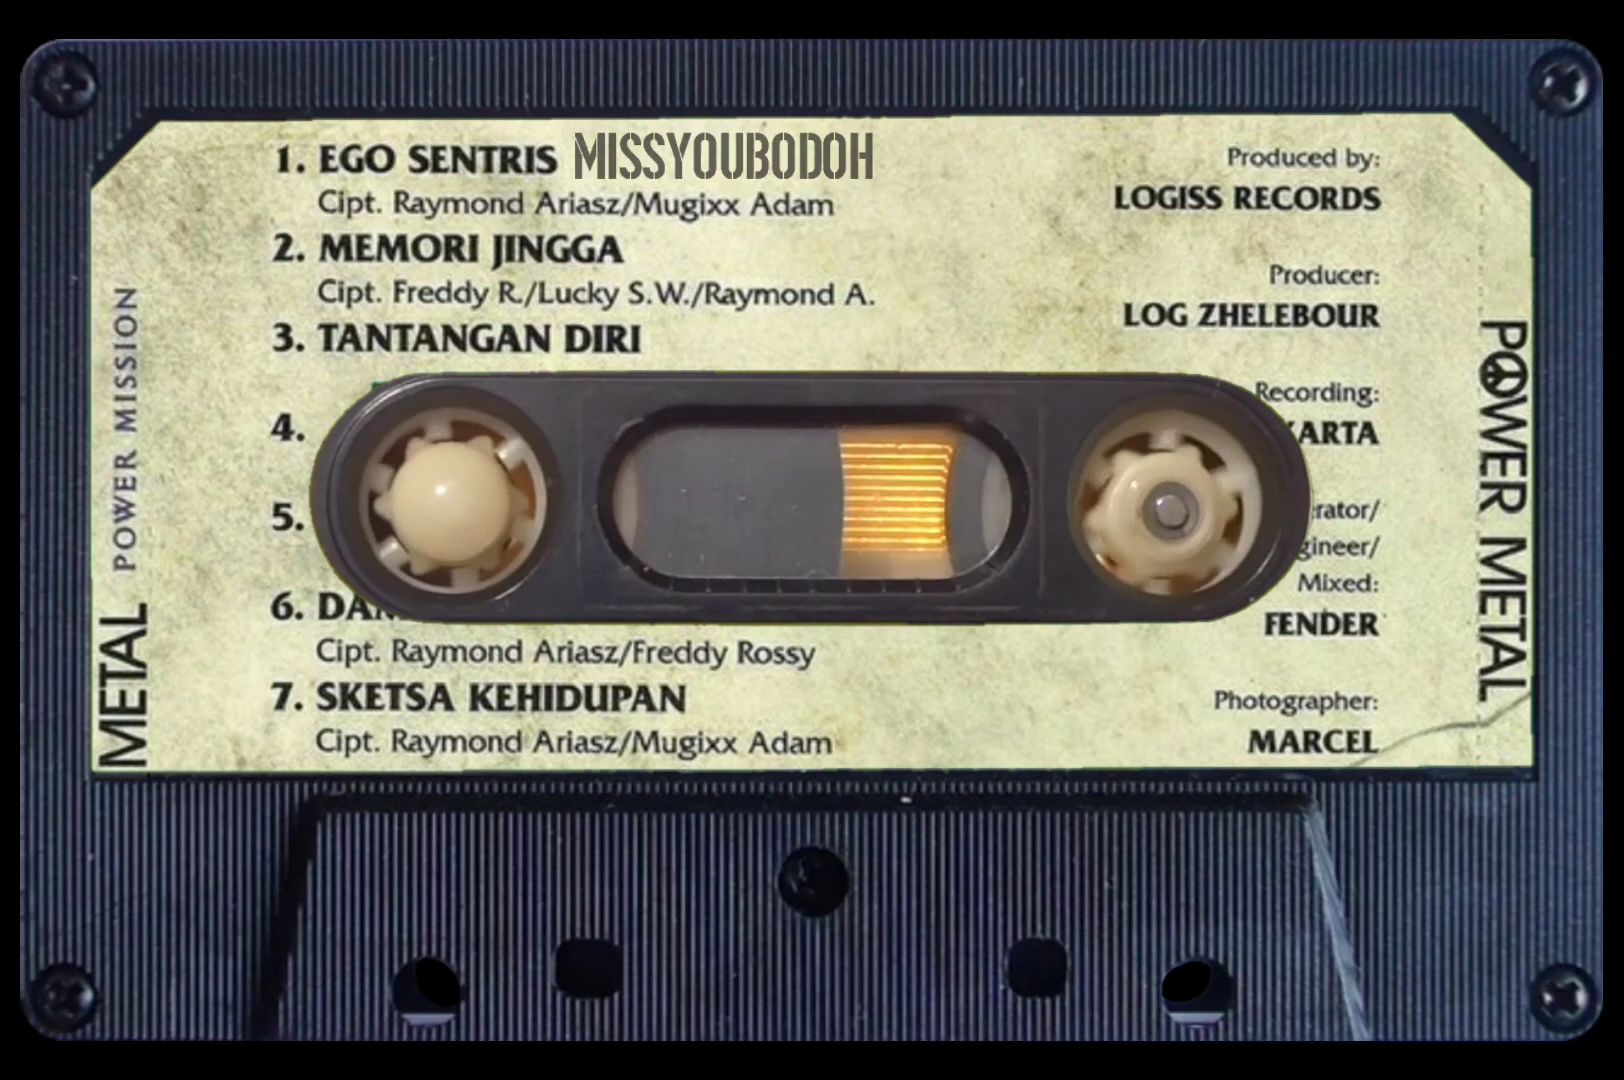 1. EGO SENTRIS MISSYOUBODOH
Cipt. Raymond Ariasz/Mugixx Adam
2. MEMORI JINGGA
Cipt. Freddy R./Lucky S.W./Raymond A.
3. TANTANGAN DIRI
4.
5.
6.
Cipt. Raymond Ariasz/Freddy Rossy
7. SKETSA KEHIDUPAN
Cipt. Raymond Ariasz/Mugixx Adam
Produced by:
LOGISS RECORDS
Producer:
LOG ZHELEBOUR
Recording:
Mixed:
FENDER
Photographer:
MARCEL
METAL POWER MISSION
POWER METAL